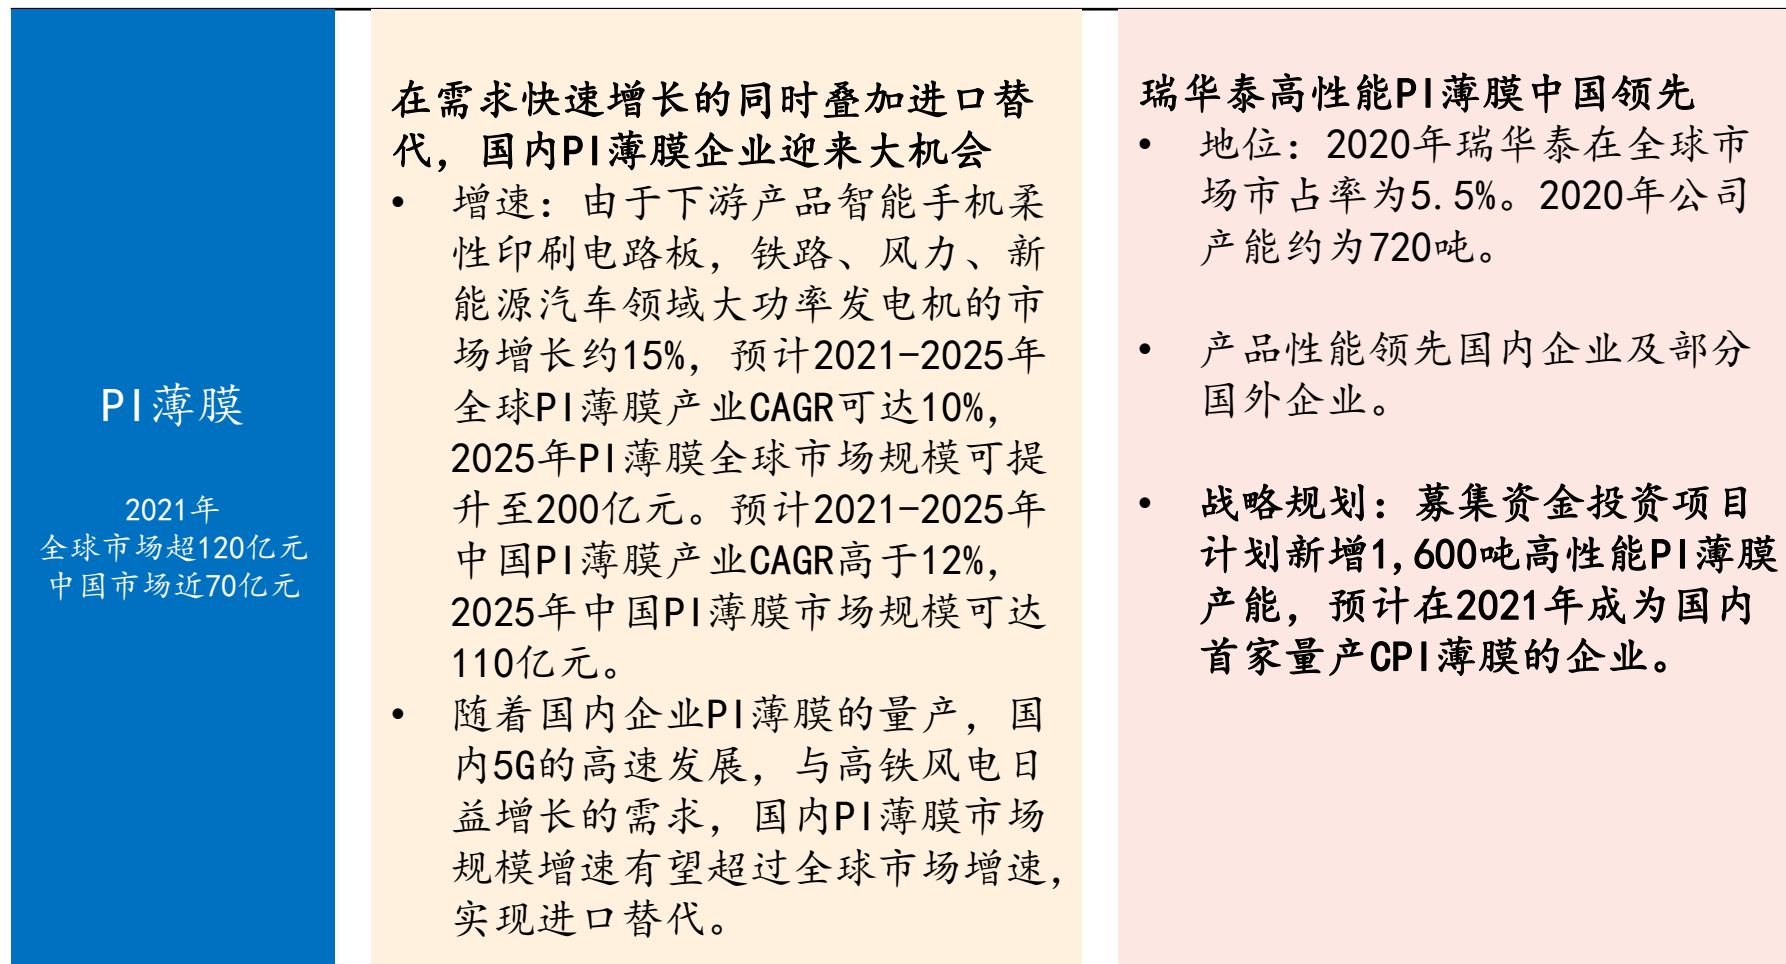 PI薄膜
2021年
全球市场超120亿元
中国市场近70亿元
在需求快速增长的同时叠加进口替
代，国内PI薄膜企业迎来大机会
• 增速：由于下游产品智能手机柔
性印刷电路板，铁路、风力、新
能源汽车领域大功率发电机的市
场增长约15%，预计2021-2025年
全球PI薄膜产业CAGR可达10%，
2025年PI薄膜全球市场规模可提
升至200亿元。预计2021-2025年
中国PI薄膜产业CAGR高于12%，
2025年中国PI薄膜市场规模可达
110亿元。
• 随着国内企业PI薄膜的量产，国
内5G的高速发展，与高铁风电日
益增长的需求，国内PI薄膜市场
规模增速有望超过全球市场增速，
实现进口替代。
瑞华泰高性能PI薄膜中国领先
• 地位：2020年瑞华泰在全球市
场市占率为5.5%。2020年公司
产能约为720吨。
• 产品性能领先国内企业及部分
国外企业。
• 战略规划：募集资金投资项目
计划新增1,600吨高性能PI薄膜
产能，预计在2021年成为国内
首家量产CPI薄膜的企业。